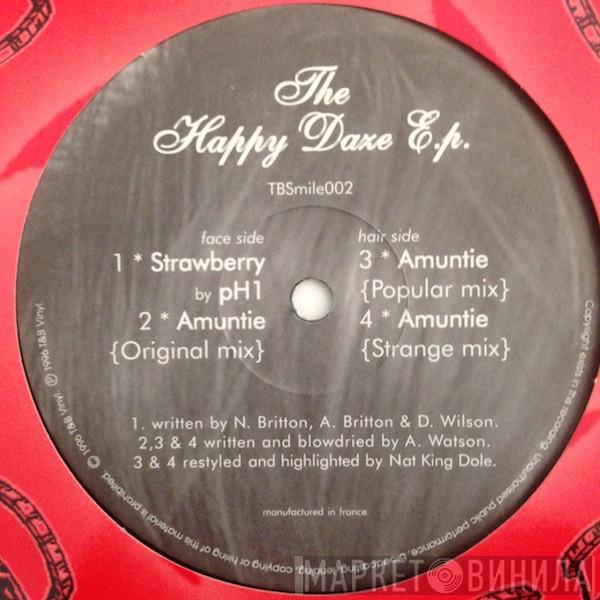 The
Happy Daze E.p.
TBSmile002
face side
1 * Strawberry
by pH1
2 * Amuntie
{Original mix}
hair side
3 * Amuntie
{Popular mix}
4 * Amuntie
{Strange mix}
1. written by N. Britton, A. Britton & D. Wilson.
2,3 & 4 written and blowdried by A. Watson.
3 & 4 restyled and highlighted by Nat King Dole.
manufactured in france
Copyright exists in this recording. Unauthorised public performance, broadcasting, lending, copying or hiring of this material is prohibited. © 1996 T&B Vinyl. ℗ 1996 T&B Vinyl.
МАРКЕТ ВИНИЛА